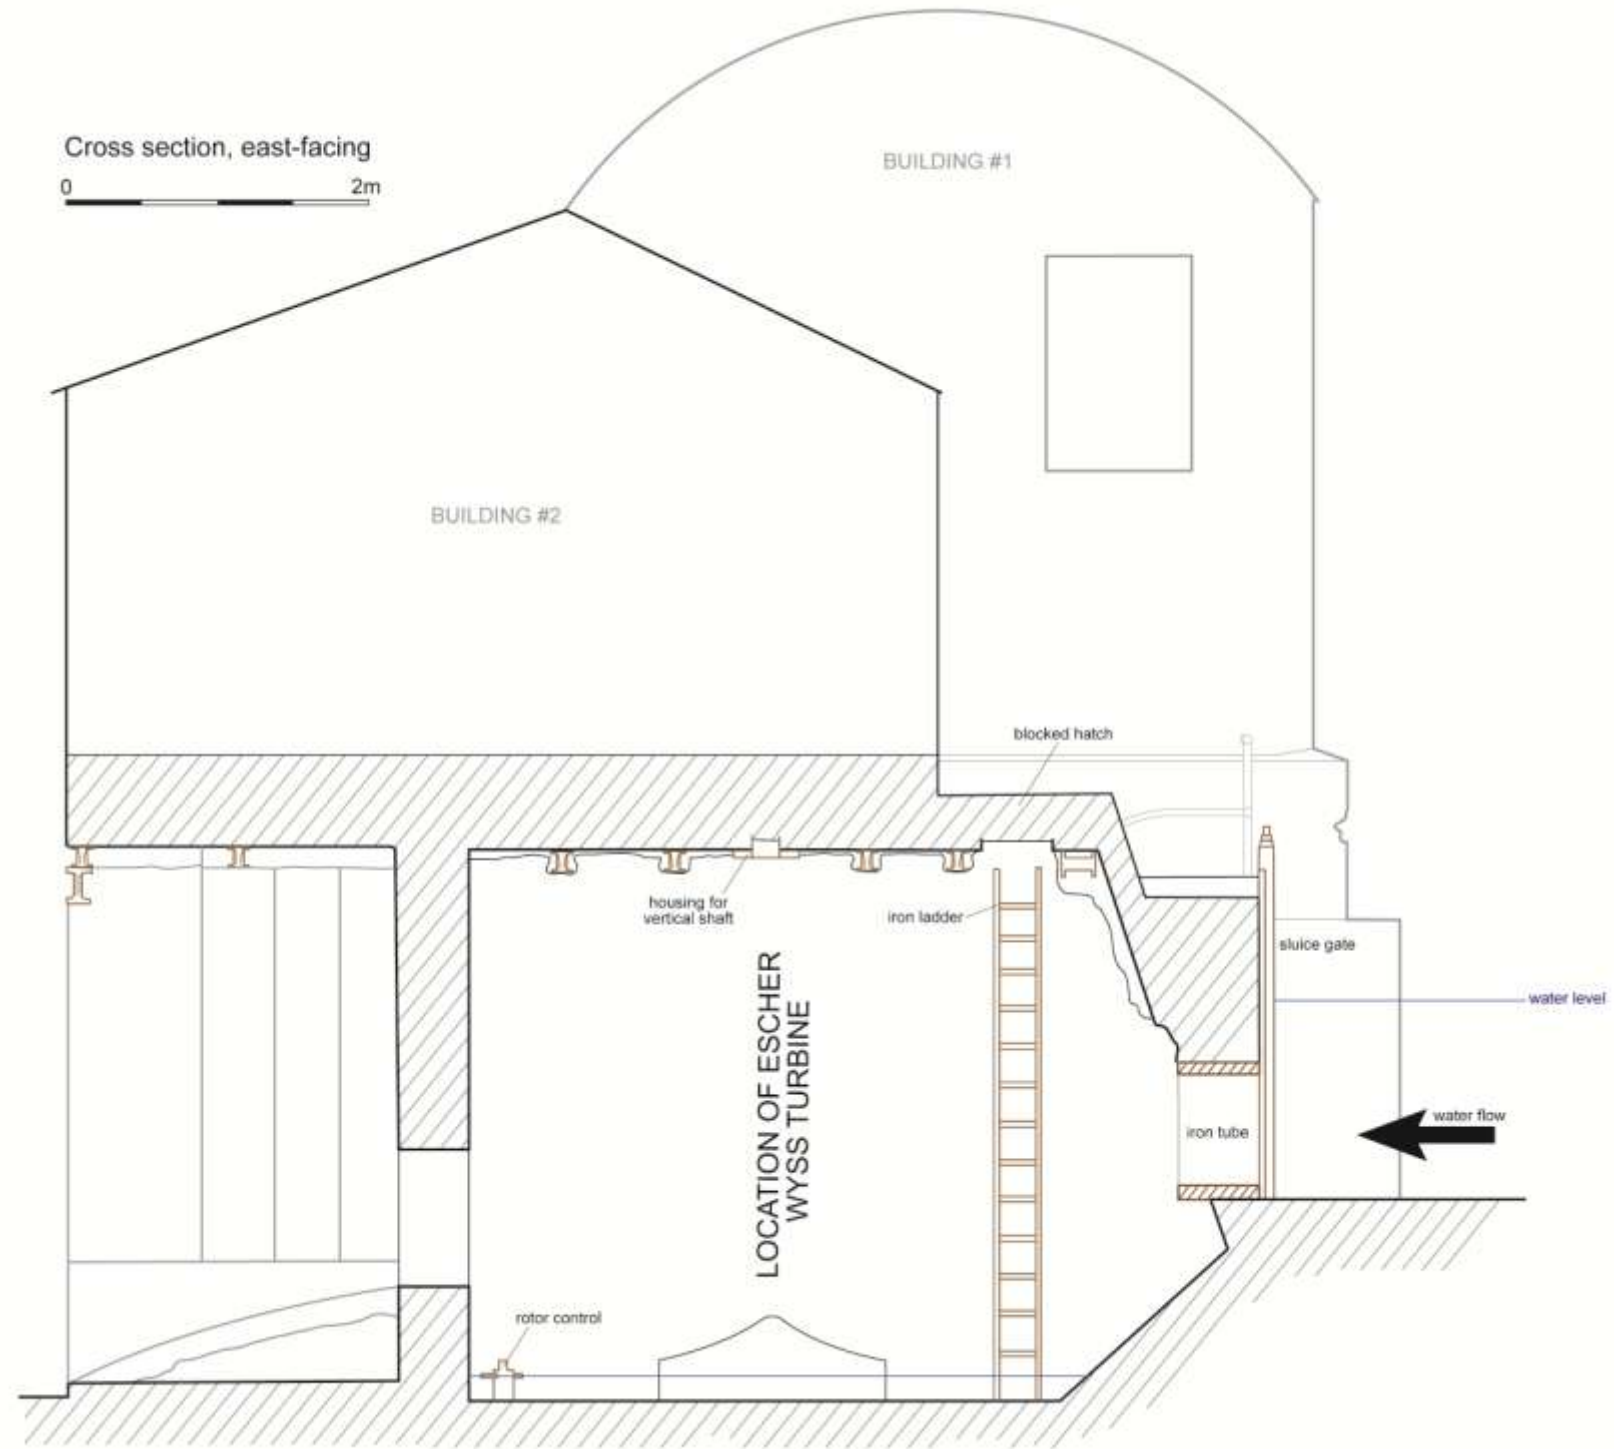 Cross section, east-facing
0 2m
BUILDING #1
BUILDING #2
blocked hatch
housing for
vertical shaft
iron ladder
sluice gate
water level
LOCATION OF ESCHER
WYSS TURBINE
water flow
iron tube
rotor control